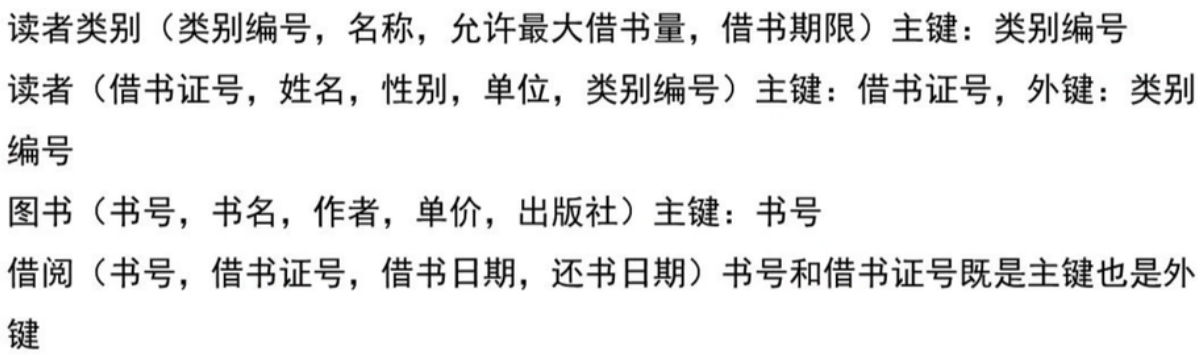 读者类别（类别编号，名称，允许最大借书量，借书期限）主键：类别编号
读者（借书证号，姓名，性别，单位，类别编号）主键：借书证号，外键：类别
编号
图书（书号，书名，作者，单价，出版社）主键：书号
借阅（书号，借书证号，借书日期，还书日期）书号和借书证号既是主键也是外
键